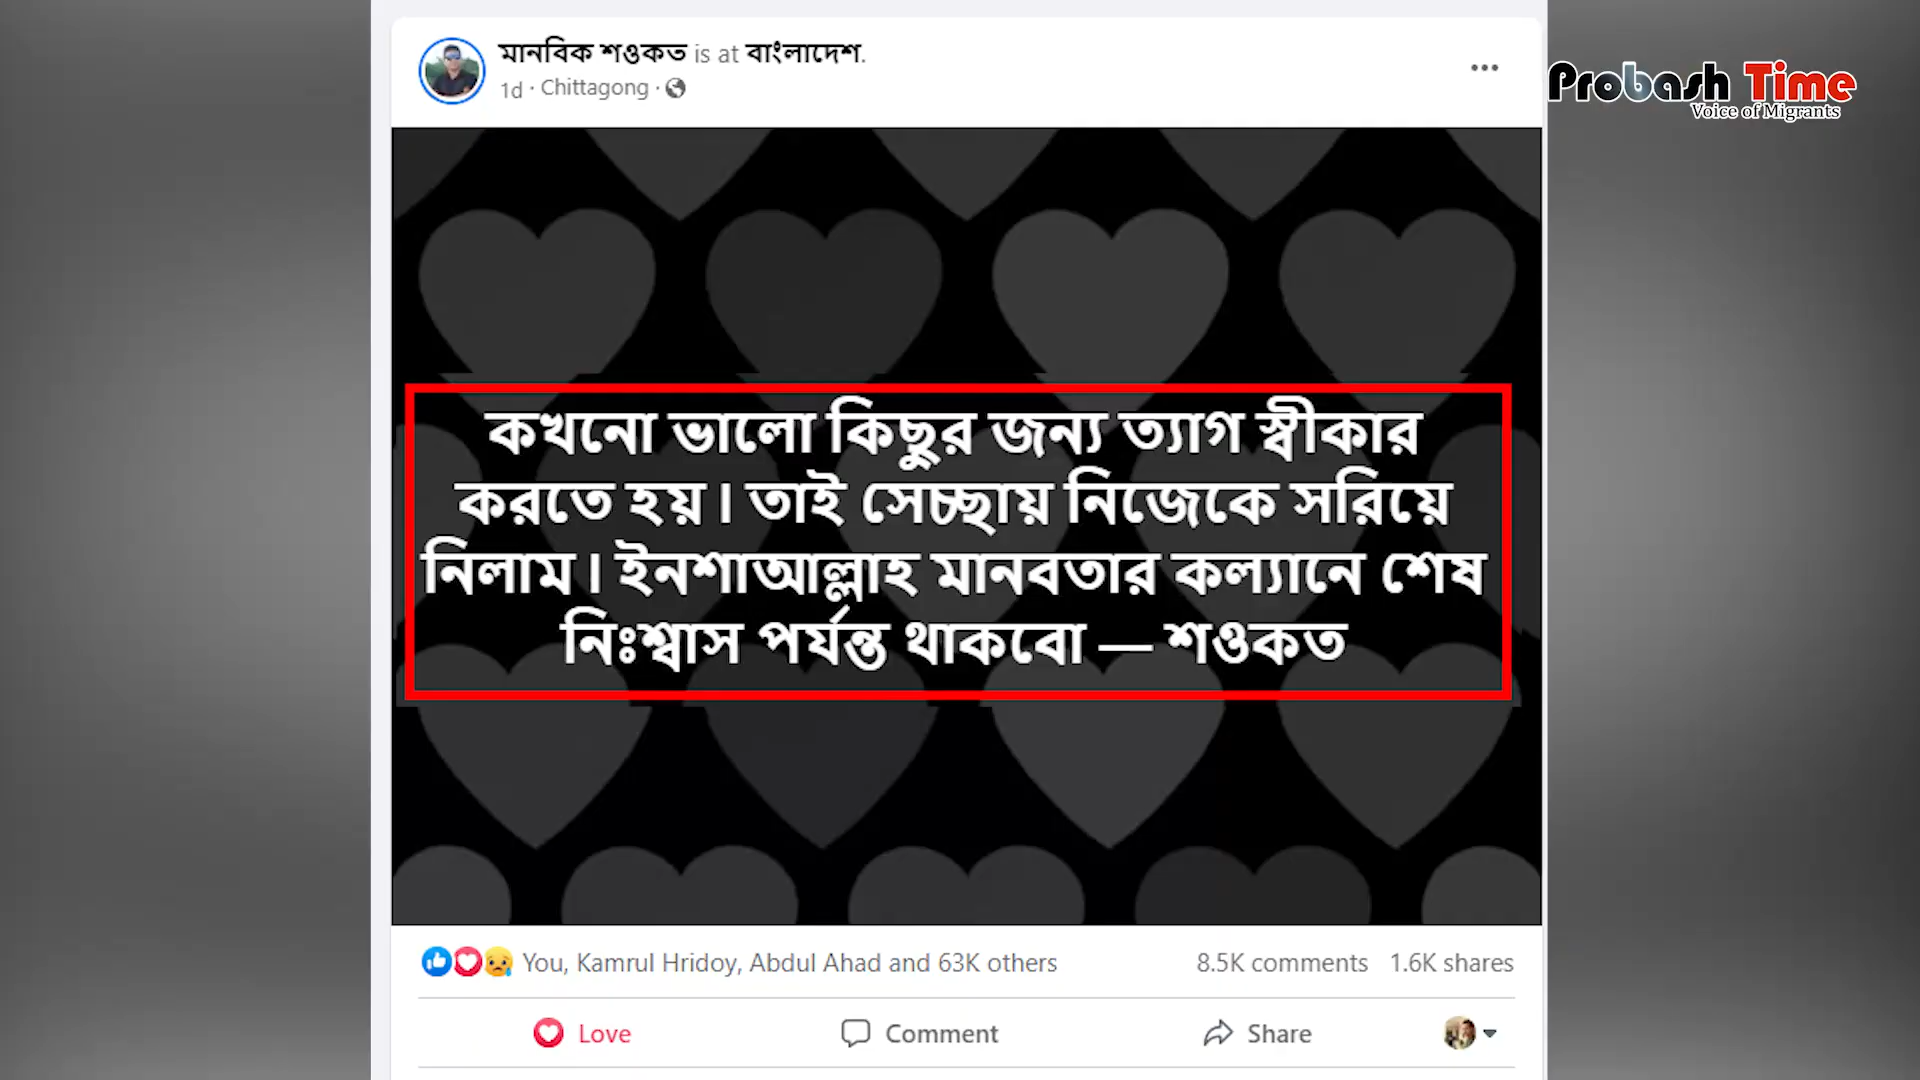 মানবিক শওকত is at বাংলাদেশ.
1d · Chittagong ·
Probash Time
Voice of Migrants
কখনো ভালো কিছুর জন্য ত্যাগ স্বীকার
করতে হয়। তাই সেচ্ছায় নিজেকে সরিয়ে
নিলাম। ইনশাআল্লাহ মানবতার কল্যানে শেষ
নিঃশ্বাস পর্যন্ত থাকবো — শওকত
You, Kamrul Hridoy, Abdul Ahad and 63K others 8.5K comments 1.6K shares
Love Comment Share